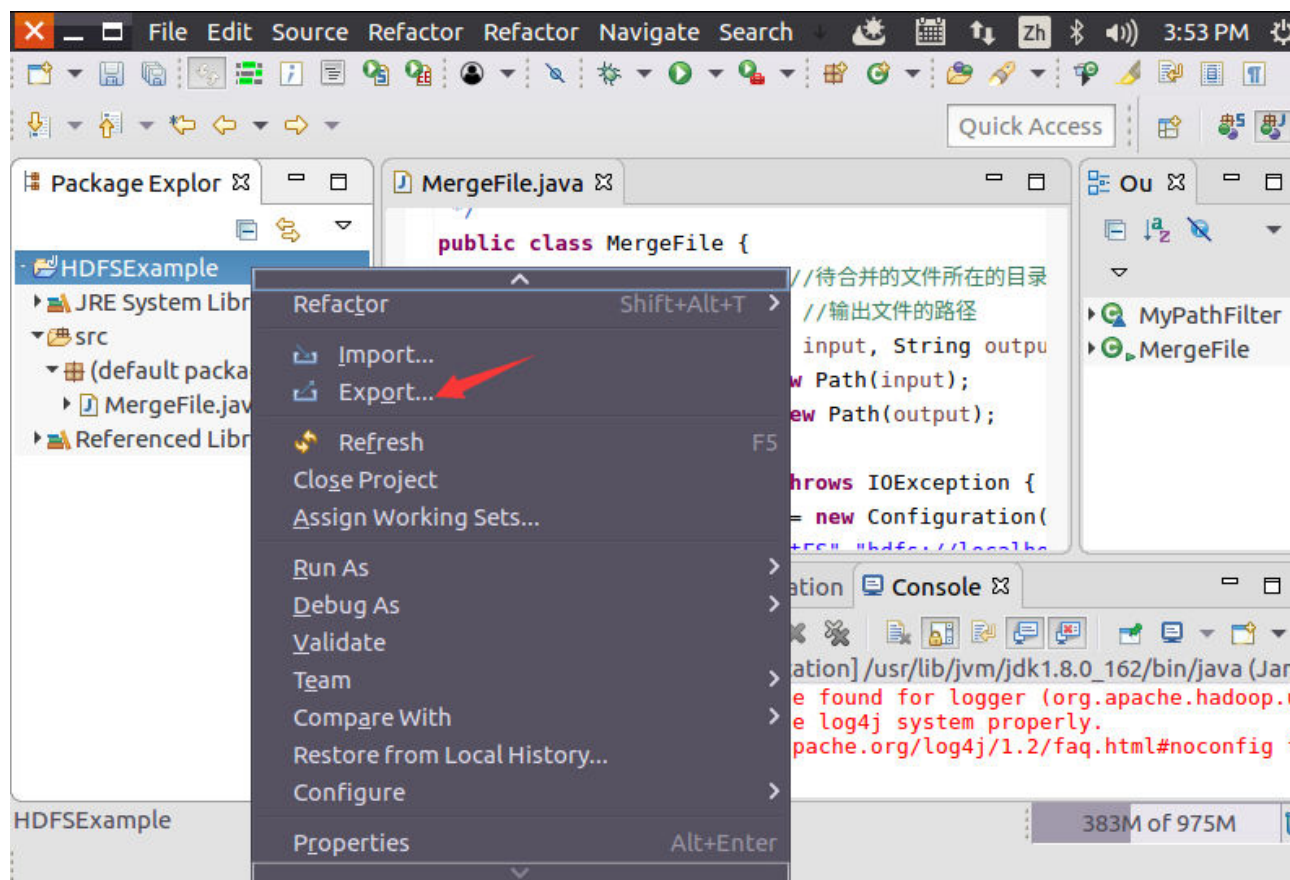 File Edit Source Refactor Refactor Navigate Search Zh 3:53 PM
Quick Access
Package Explor
MergeFile.java
Ou
public class MergeFile {
HDFSExample
//待合并的文件所在的目录
JRE System Libr
Refactor Shift+Alt+T
//输出文件的路径
MyPathFilter
src
Import...
input, String outpu
MergeFile
(default packa
Export...
w Path(input);
MergeFile.jav
ew Path(output);
Referenced Libr
Refresh F5
Close Project
hrows IOException {
Assign Working Sets...
= new Configuration(
Run As
ation
Console
Debug As
Validate
Team
ation] /usr/lib/jvm/jdk1.8.0_162/bin/java (Jar
e found for logger (org.apache.hadoop.u
Compare With
e log4j system properly.
Restore from Local History...
pache.org/log4j/1.2/faq.html#noconfig
Configure
HDFSExample
383M of 975M
Properties Alt+Enter